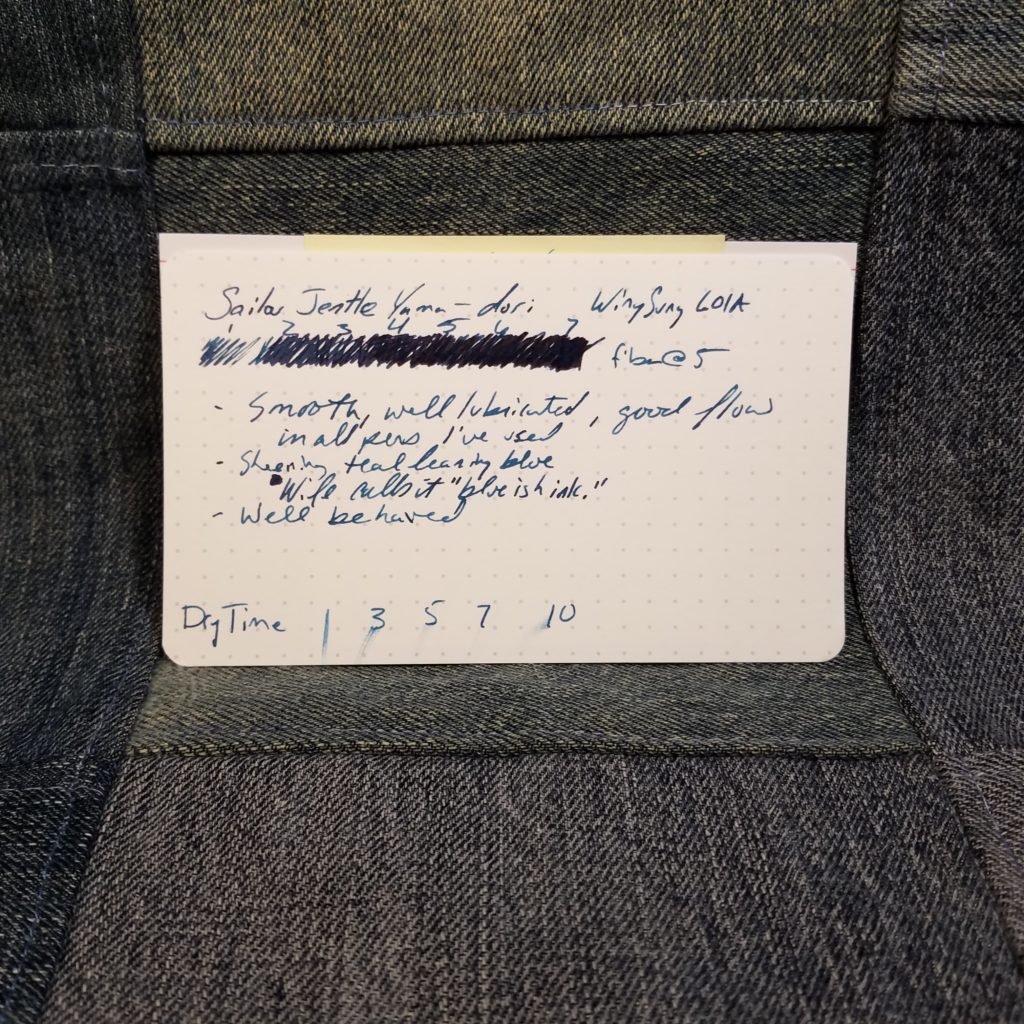 Sailor Jentle Yama-dori WingSung 601A
2 3 4 5 6 7
fiber@5
- Smooth, well lubricated, good flow
in all pens I've used
- Sheening teal leaning blue
• Wife calls it "blueish ink."
- Well behaved
Dry Time 1 3 5 7 10